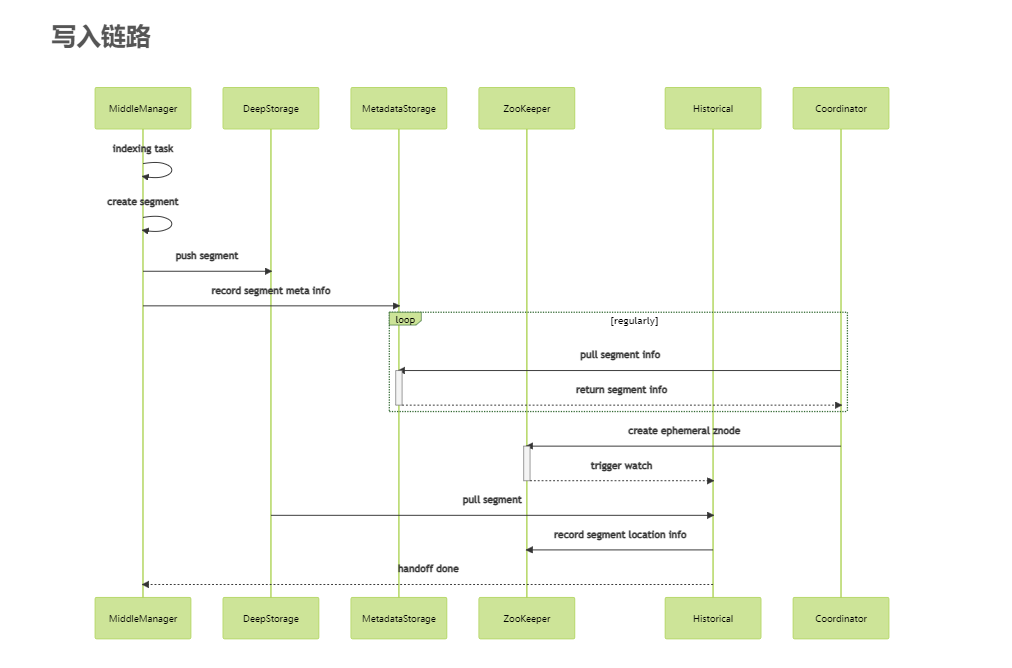 写入链路
MiddleManager
DeepStorage
MetadataStorage
ZooKeeper
Historical
Coordinator
indexing task
create segment
push segment
record segment meta info
loop
[regularly]
pull segment info
return segment info
create ephemeral znode
trigger watch
pull segment
record segment location info
handoff done
MiddleManager
DeepStorage
MetadataStorage
ZooKeeper
Historical
Coordinator